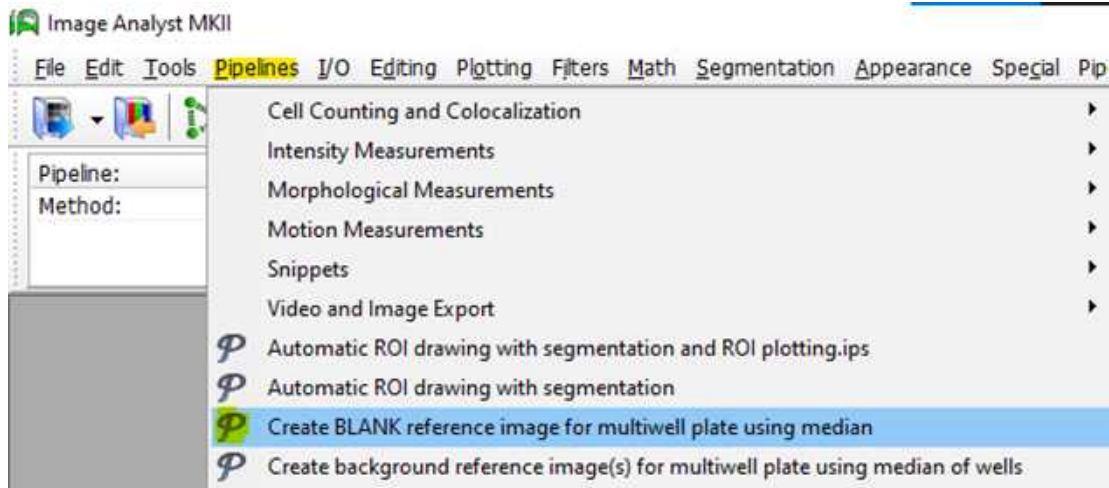 Image Analyst MKII
File Edit Tools Pipelines I/O Editing Plotting Filters Math Segmentation Appearance Special Pip
Cell Counting and Colocalization
Pipeline:
Intensity Measurements
Method:
Morphological Measurements
Motion Measurements
Snippets
Video and Image Export
Automatic ROI drawing with segmentation and ROI plotting.ips
Automatic ROI drawing with segmentation
Create BLANK reference image for multiwell plate using median
Create background reference image(s) for multiwell plate using median of wells